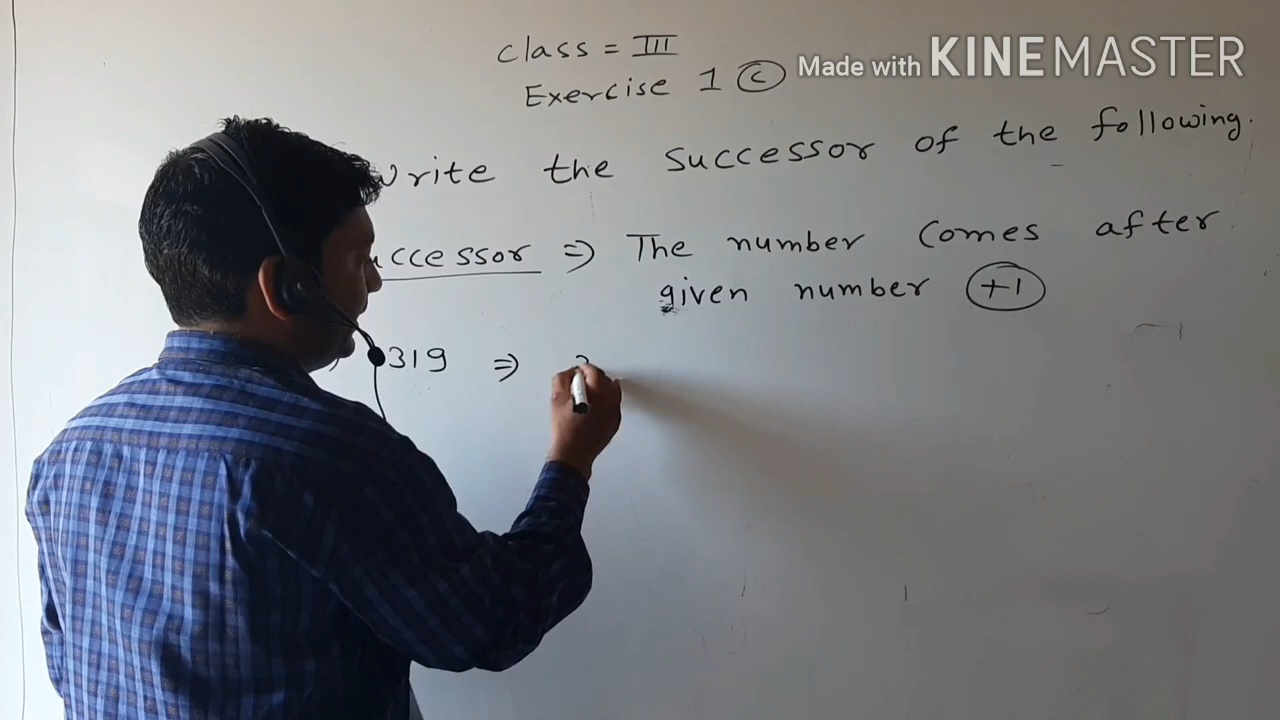 class = III
Exercise 1 (C)
Made with KINEMASTER
write the successor of the following.
uccessor ⇒ The number comes after
given number (+1)
319 ⇒